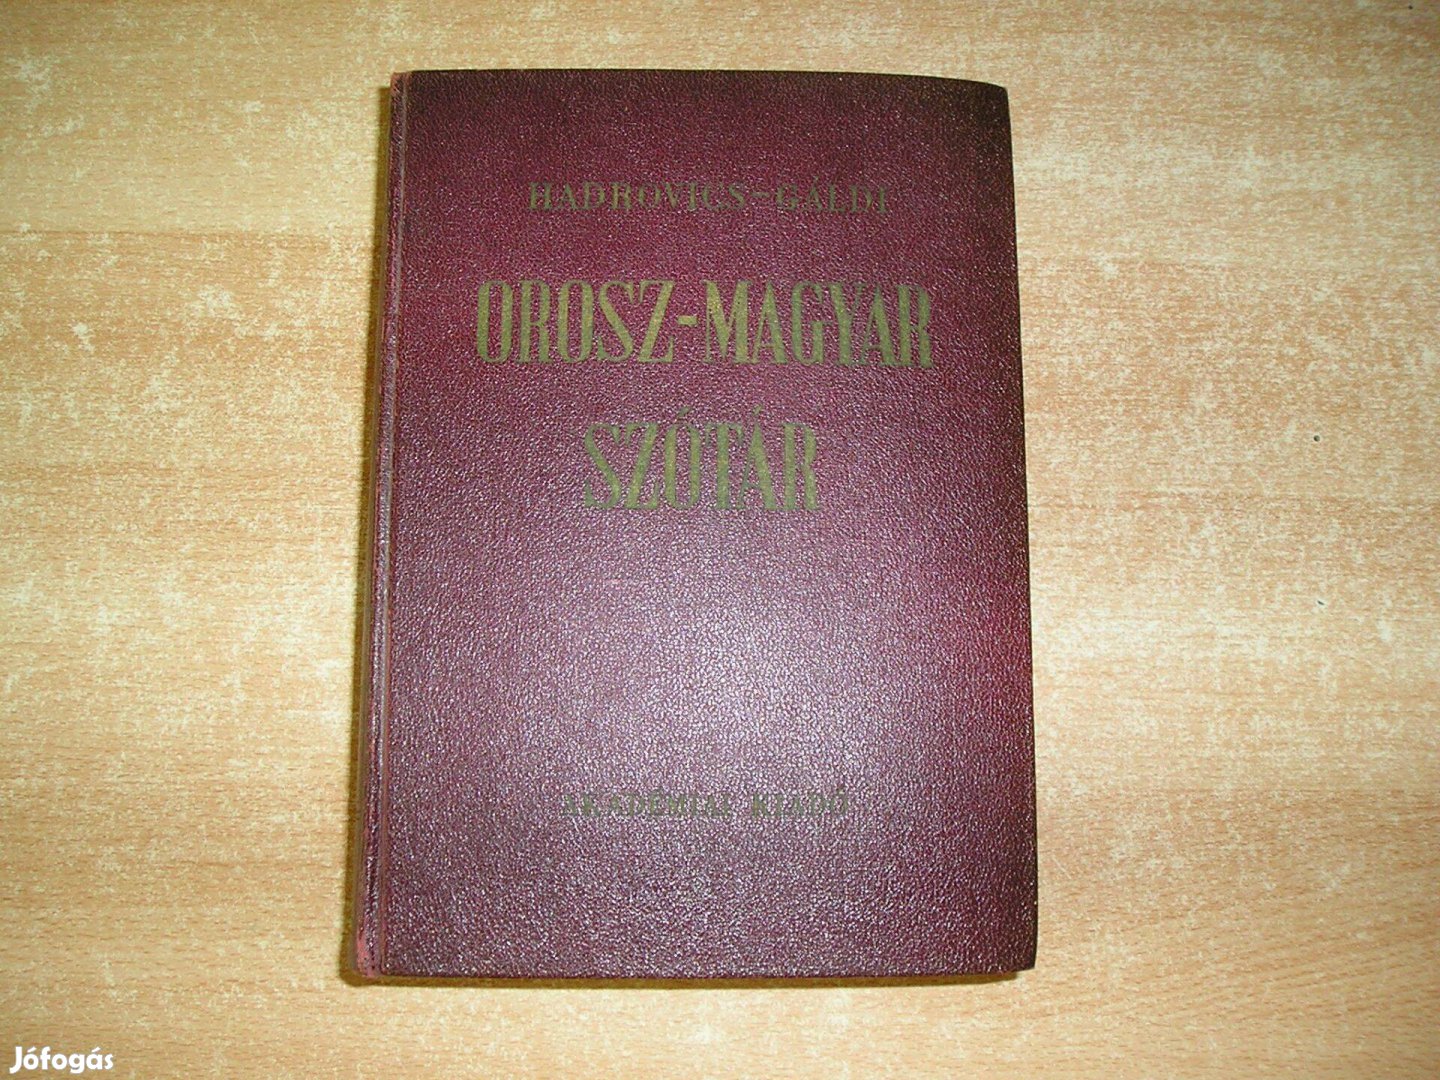 HADROVICS-GÁLDI
OROSZ-MAGYAR
SZÓTÁR
AKADÉMIAI KIADÓ
Jófogás